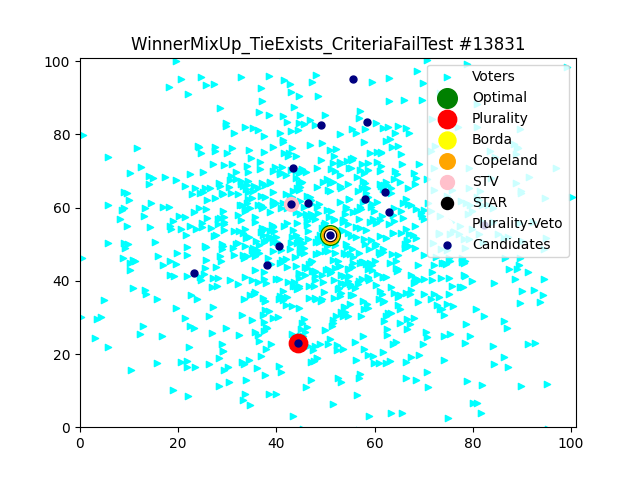 WinnerMixUp_TieExists_CriteriaFailTest #13831
Voters
Optimal
Plurality
Borda
Copeland
STV
STAR
Plurality-Veto
Candidates
100
80
60
40
20
0
0 20 40 60 80 100